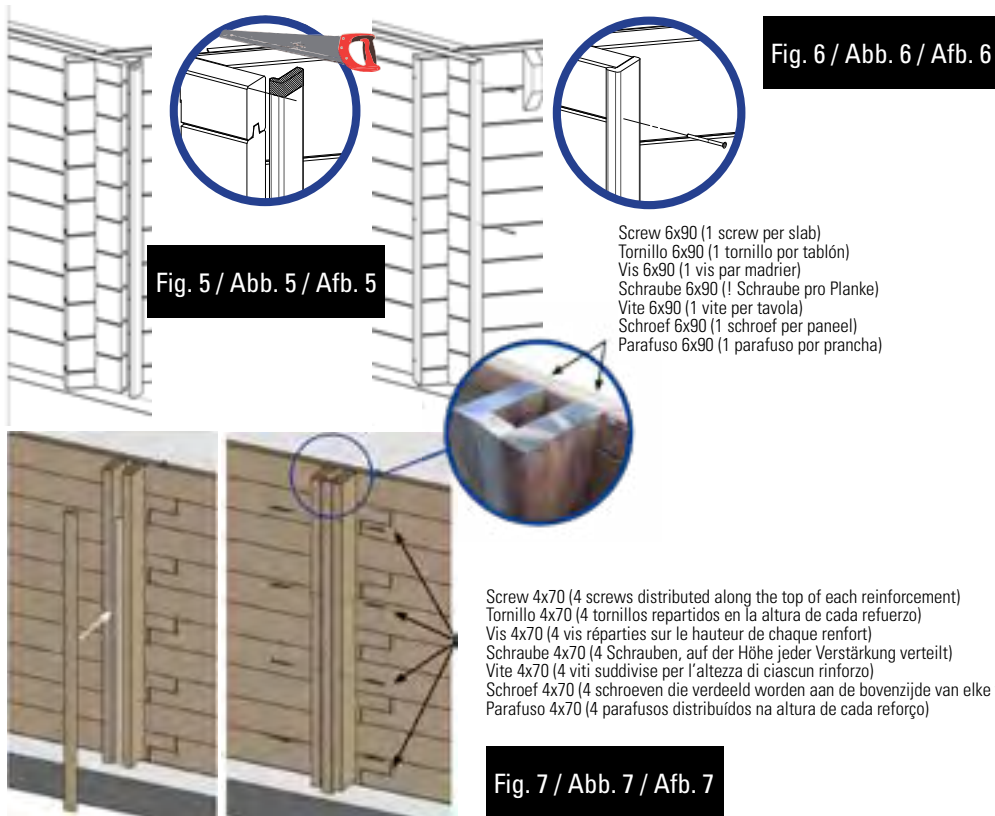 Fig. 6 / Abb. 6 / Afb. 6
Fig. 5 / Abb. 5 / Afb. 5
Screw 6x90 (1 screw per slab)
Tornillo 6x90 (1 tornillo por tablón)
Vis 6x90 (1 vis par madrier)
Schraube 6x90 (! Schraube pro Planke)
Vite 6x90 (1 vite per tavola)
Schroef 6x90 (1 schroef per paneel)
Parafuso 6x90 (1 parafuso por prancha)
Screw 4x70 (4 screws distributed along the top of each reinforcement)
Tornillo 4x70 (4 tornillos repartidos en la altura de cada refuerzo)
Vis 4x70 (4 vis réparties sur le hauteur de chaque renfort)
Schraube 4x70 (4 Schrauben, auf der Höhe jeder Verstärkung verteilt)
Vite 4x70 (4 viti suddivise per l'altezza di ciascun rinforzo)
Schroef 4x70 (4 schroeven die verdeeld worden aan de bovenzijde van elke
Parafuso 4x70 (4 parafusos distribuídos na altura de cada reforço)
Fig. 7 / Abb. 7 / Afb. 7